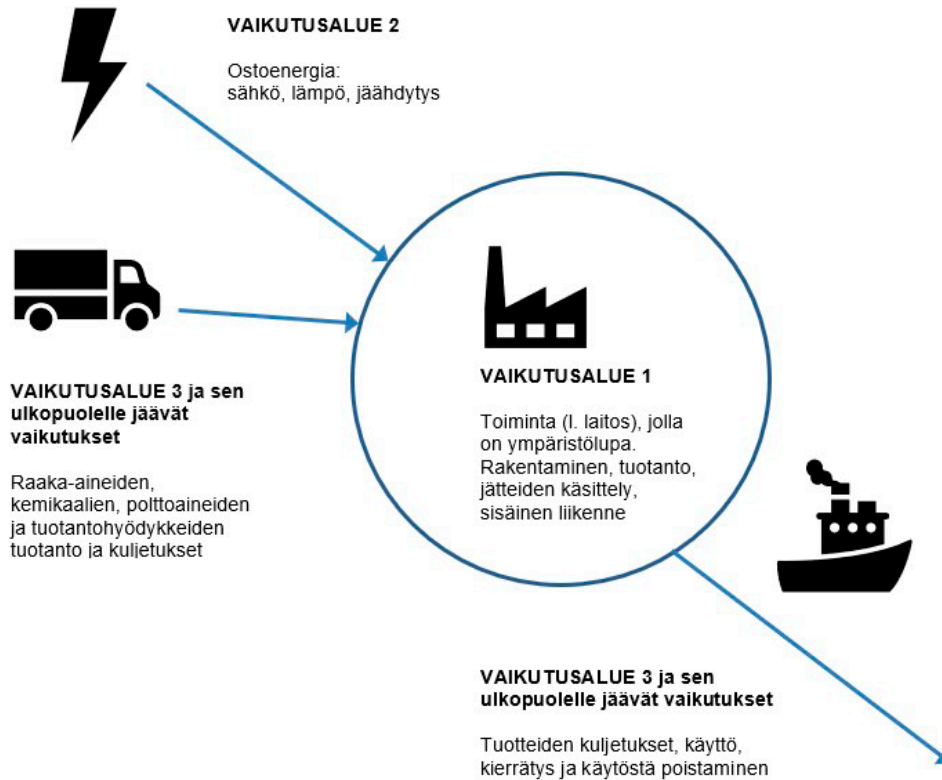 VAIKUTUSALUE 2
Ostoenergia:
sähkö, lämpö, jäähdytys
VAIKUTUSALUE 3 ja sen
ulkopuolelle jäävät
vaikutukset
Raaka-aineiden,
kemikaalien, polttoaineiden
ja tuotantohyödykkeiden
tuotanto ja kuljetukset
VAIKUTUSALUE 1
Toiminta (l. laitos), jolla
on ympäristölupa.
Rakentaminen, tuotanto,
jätteiden käsittely,
sisäinen liikenne
VAIKUTUSALUE 3 ja sen
ulkopuolelle jäävät vaikutukset
Tuotteiden kuljetukset, käyttö,
kierrätys ja käytöstä poistaminen